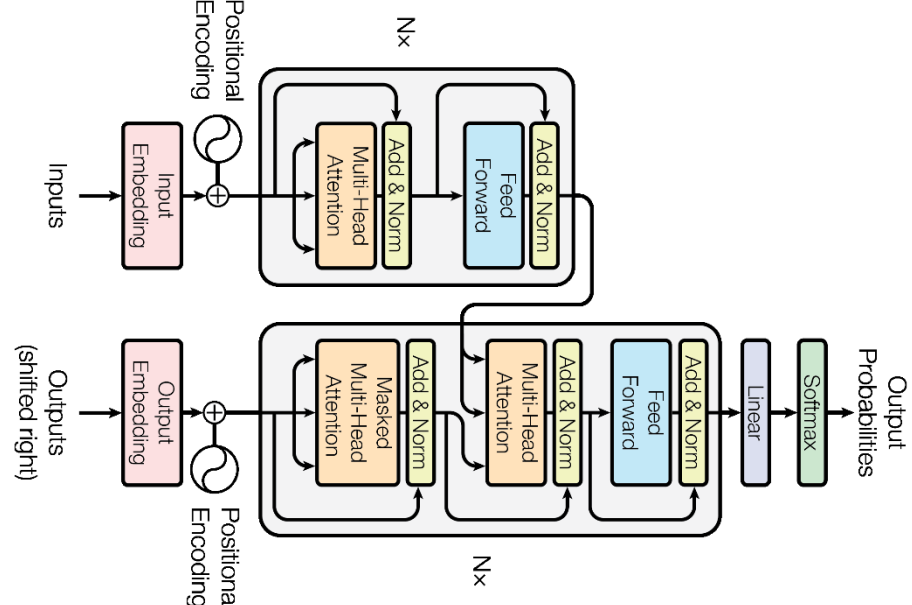 Output
Probabilities
Softmax
Linear
Add & Norm
Feed
Forward
Add & Norm
Multi-Head
Attention
Add & Norm
Masked
Multi-Head
Attention
Nx
Positional
Encoding
Output
Embedding
Outputs
(shifted right)
Nx
Add & Norm
Feed
Forward
Add & Norm
Multi-Head
Attention
Positional
Encoding
Input
Embedding
Inputs